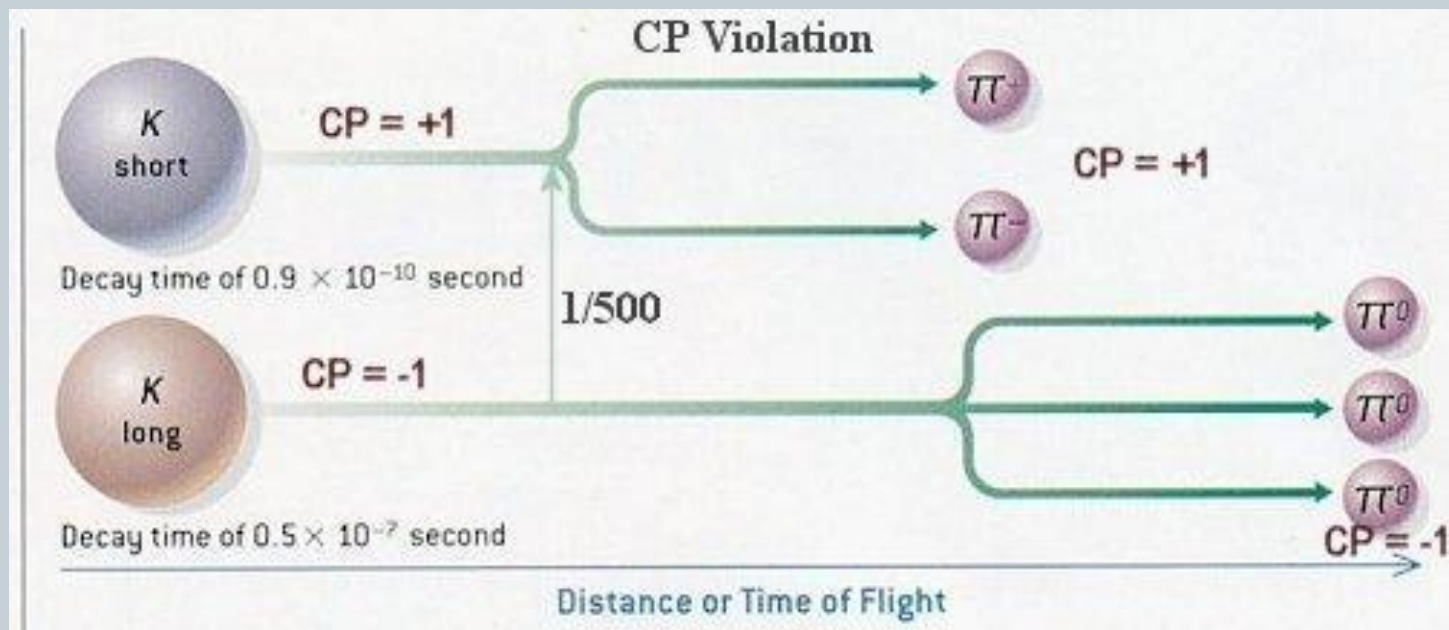 CP Violation
K
short
CP = +1
π+
CP = +1
π−
Decay time of 0.9 × 10⁻¹⁰ second
1/500
K
long
CP = -1
π⁰
π⁰
π⁰
CP = -1
Decay time of 0.5 × 10⁻⁷ second
Distance or Time of Flight